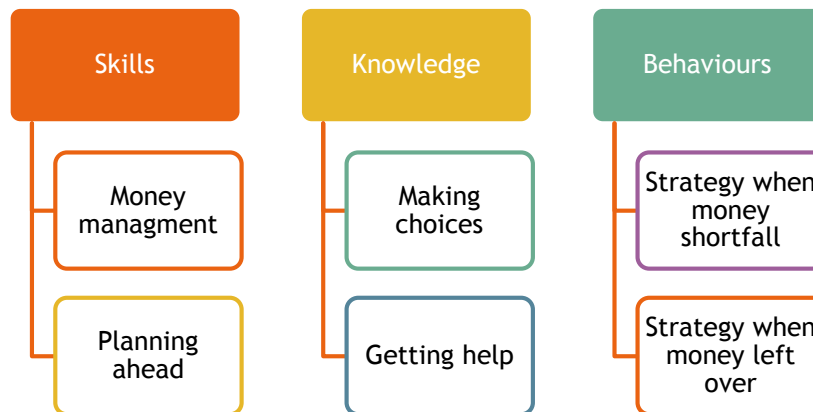 Skills
Money
managment
Planning
ahead
Knowledge
Making
choices
Getting help
Behaviours
Strategy when
money
shortfall
Strategy when
money left
over